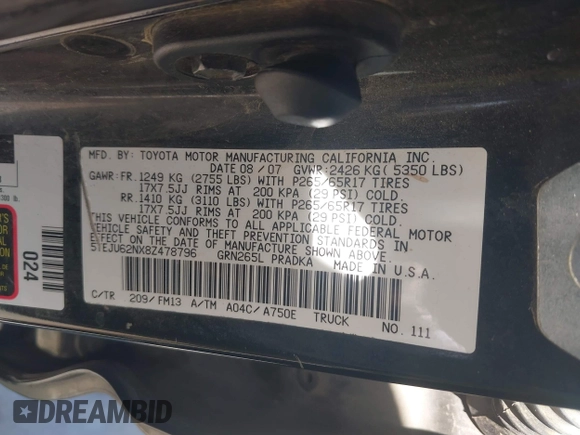 MFD. BY: TOYOTA MOTOR MANUFACTURING CALIFORNIA INC.
DATE 08 / 07 GVWR: 2426 KG ( 5350 LBS)
GAWR: FR. 1249 KG (2755 LBS) WITH P265/65R17 TIRES
17X7.5JJ RIMS AT 200 KPA (29 PSI) COLD.
RR. 1410 KG (3110 LBS) WITH P265/65R17 TIRES
17X7.5JJ RIMS AT 200 KPA (29 PSI) COLD.
THIS VEHICLE CONFORMS TO ALL APPLICABLE FEDERAL MOTOR
VEHICLE SAFETY AND THEFT PREVENTION STANDARDS IN
EFFECT ON THE DATE OF MANUFACTURE SHOWN ABOVE.
5TEJU62NX8Z478796 GRN265L PRADKA MADE IN U.S.A.
C/TR 209/ FM13 A/TM A04C/ A750E TRUCK NO. 111
024
DREAMBID